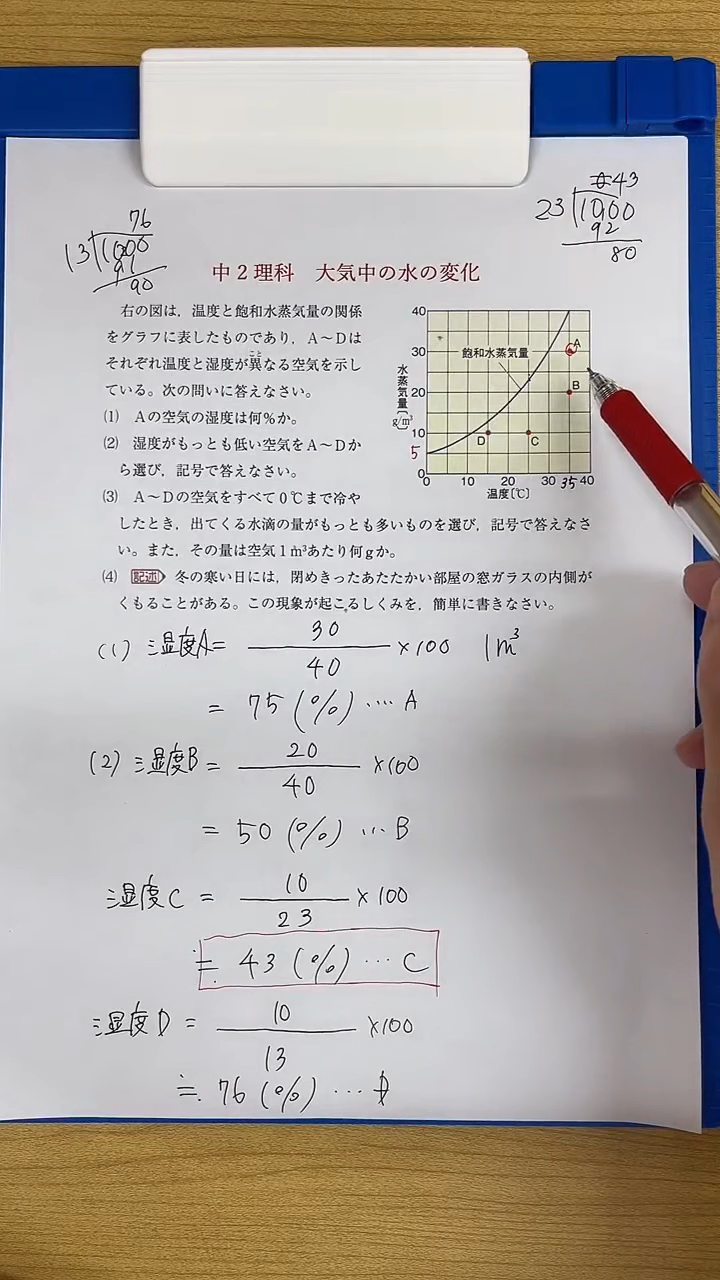 76
13 1000
91
90
43
23 1000
92
80
中2理科 大気中の水の変化
右の図は，温度と飽和水蒸気量の関係
をグラフに表したものであり，A〜Dは
それぞれ温度と湿度が異なる空気を示し
こと
ている。次の問いに答えなさい。
(1) Aの空気の湿度は何%か。
(2) 湿度がもっとも低い空気をA〜Dか
ら選び，記号で答えなさい。
(3) A〜Dの空気をすべて0℃まで冷や
したとき，出てくる水滴の量がもっとも多いものを選び，記号で答えなさ
い。また，その量は空気1m³あたり何gか。
(4) 記述 冬の寒い日には，閉めきったあたたかい部屋の窓ガラスの内側が
くもることがある。この現象が起こるしくみを，簡単に書きなさい。
40
30
20
10
5
0
水蒸気量〔g/m³〕
飽和水蒸気量
A
B
C
D
0 10 20 30 35 40
温度〔℃〕
(1) 湿度A= 30/40 ×100 1m³
= 75(%)…A
(2) 湿度B= 20/40 ×100
= 50(%)…B
湿度C = 10/23 ×100
≒ 43(%)…C
湿度D = 10/13 ×100
≒ 76(%)…D